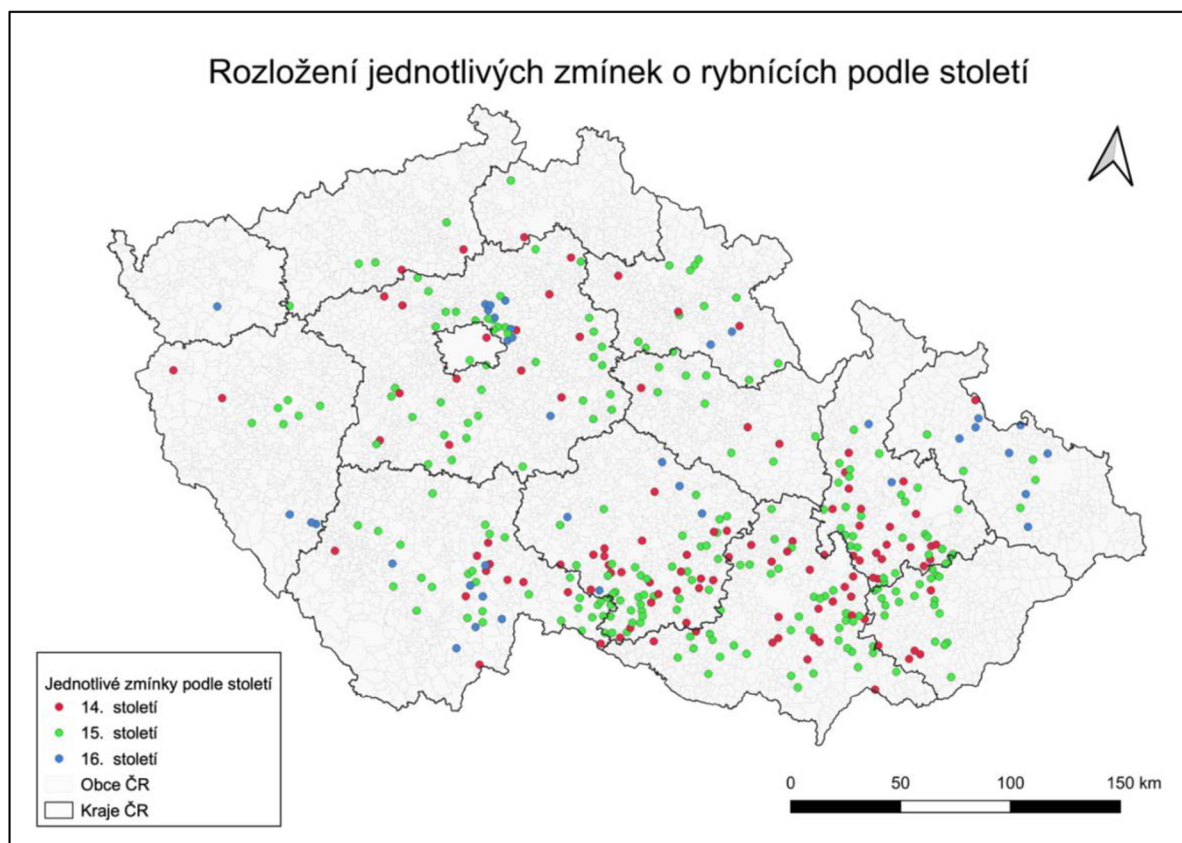 Rozložení jednotlivých zmínek o rybnících podle století
Jednotlivé zmínky podle století
14. století
15. století
16. století
Obce ČR
Kraje ČR
0 50 100 150 km